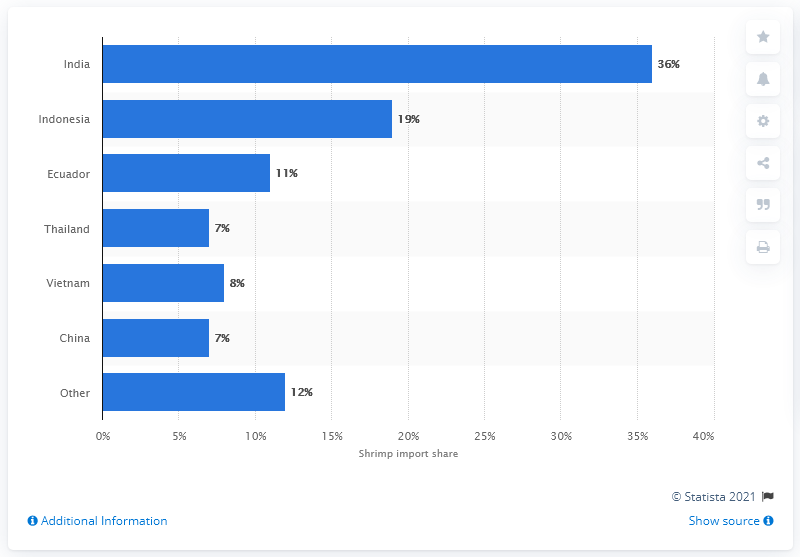 India 36%
Indonesia 19%
Ecuador 11%
Thailand 7%
Vietnam 8%
China 7%
Other 12%
0% 5% 10% 15% 20% 25% 30% 35% 40%
Shrimp import share
© Statista 2021
Additional Information Show source